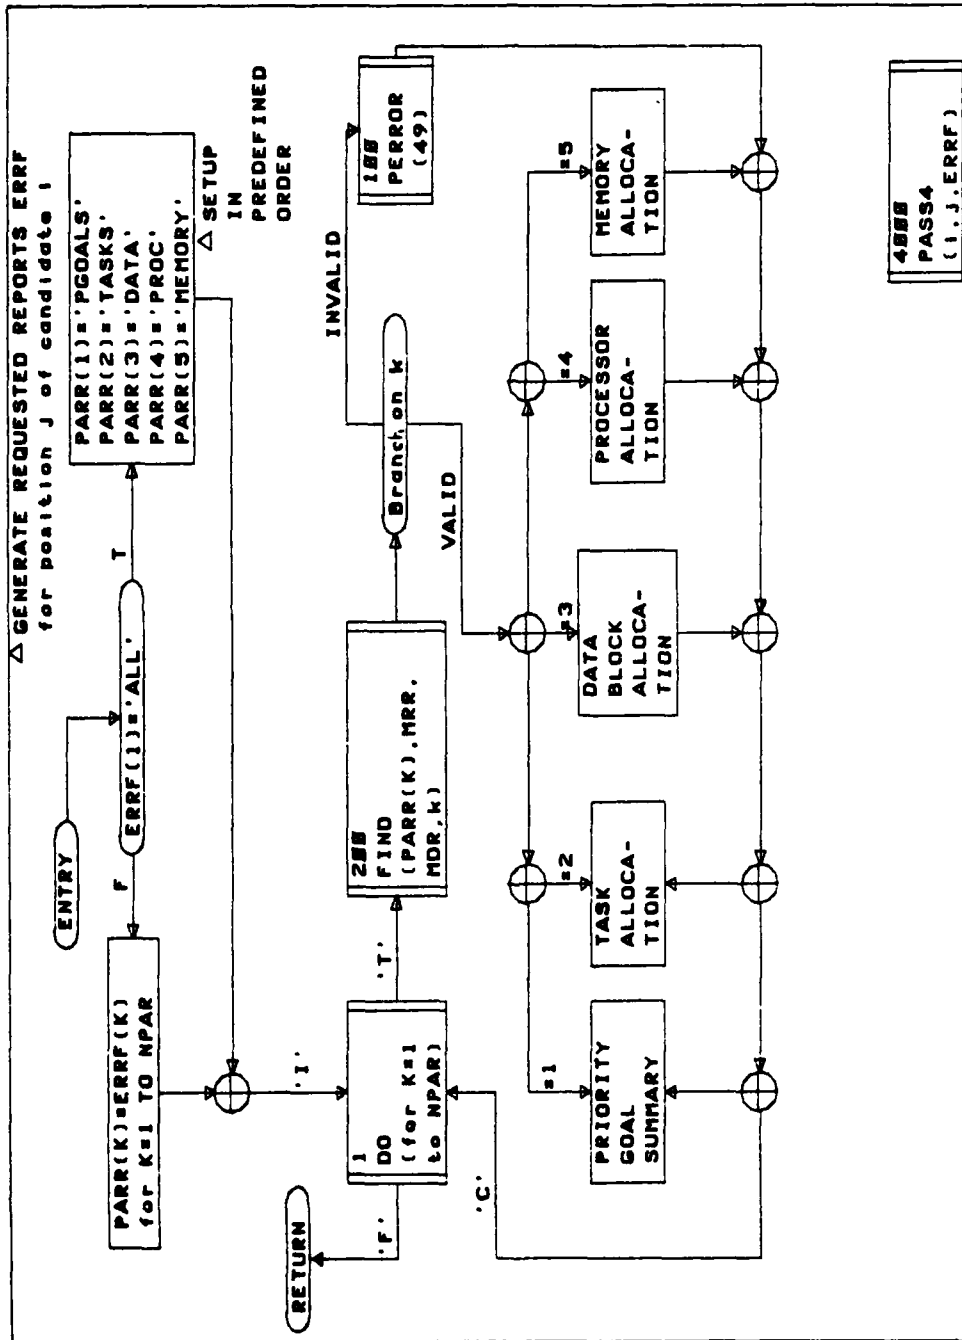 △ GENERATE REQUESTED REPORTS ERRF
for position J of candidate i
ENTRY
ERRF(1)='ALL'
F
T
PARR(K)=ERRF(K)
for K=1 TO NPAR
PARR(1)='PGOALS'
PARR(2)='TASKS'
PARR(3)='DATA'
PARR(4)='PROC'
PARR(5)='MEMORY'
△ SETUP
IN
PREDEFINED
ORDER
'I'
RETURN
'F'
1
DO
(for K=1
to NPAR)
'T'
200
FIND
(PARR(K),MRR,
MDR,k)
Branch on k
INVALID
VALID
100
PERROR
(49)
'C'
=1
=2
=3
=4
=5
PRIORITY
GOAL
SUMMARY
TASK
ALLOCA-
TION
DATA
BLOCK
ALLOCA-
TION
PROCESSOR
ALLOCA-
TION
MEMORY
ALLOCA-
TION
4000
PASS4
(i,J,ERRF)